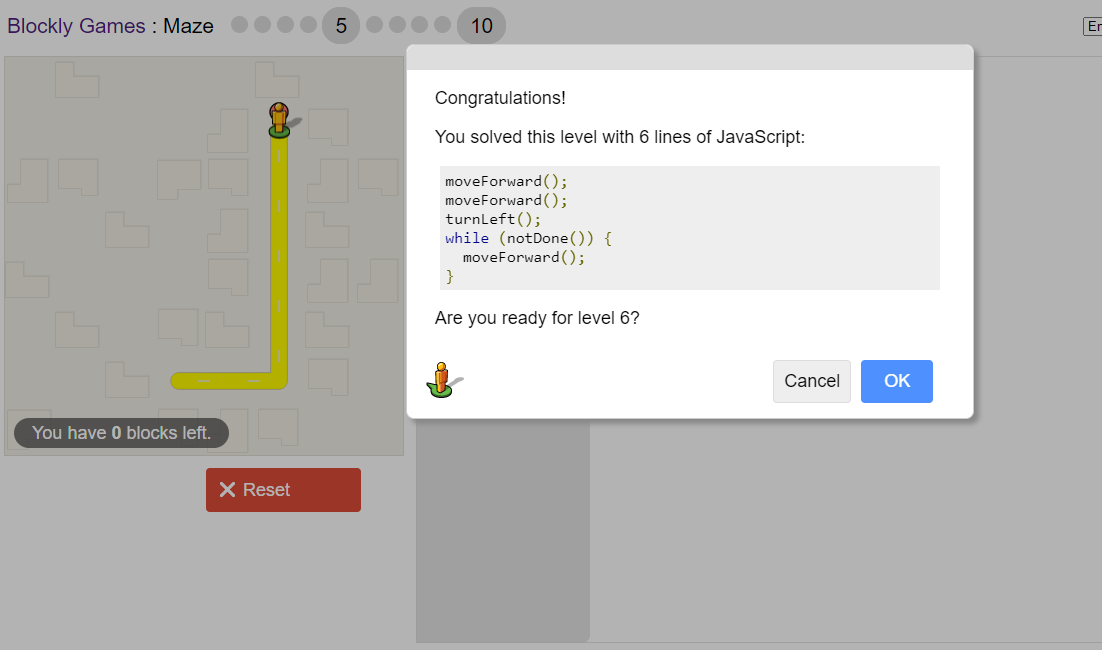 Blockly Games : Maze 5 10
En
Congratulations!
You solved this level with 6 lines of JavaScript:
moveForward();
moveForward();
turnLeft();
while (notDone()) {
  moveForward();
}
Are you ready for level 6?
Cancel OK
You have 0 blocks left.
Reset